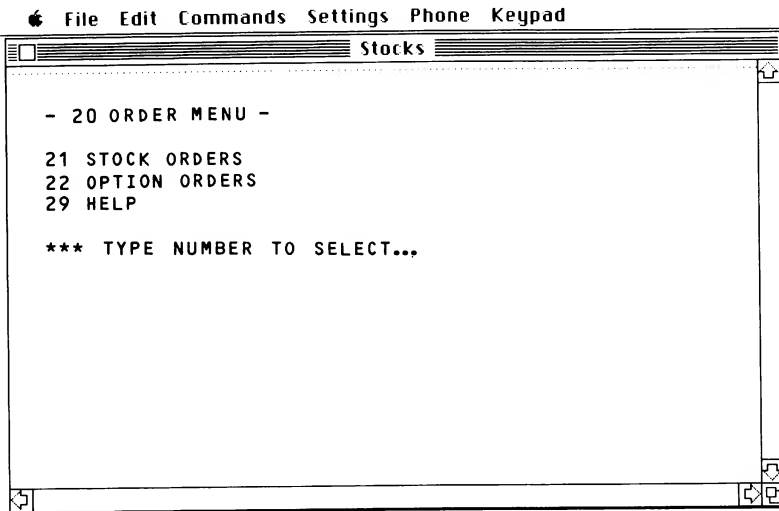 File Edit Commands Settings Phone Keypad
Stocks
- 20 ORDER MENU -
21 STOCK ORDERS
22 OPTION ORDERS
29 HELP
*** TYPE NUMBER TO SELECT...